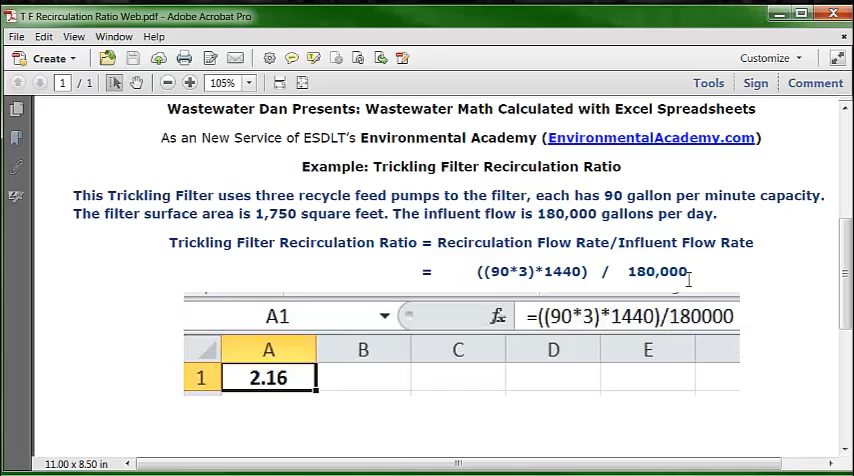 T F Recirculation Ratio Web.pdf - Adobe Acrobat Pro
File Edit View Window Help
Create Customize
1 / 1 105% Tools Sign Comment
Wastewater Dan Presents: Wastewater Math Calculated with Excel Spreadsheets
As an New Service of ESDLT's Environmental Academy (EnvironmentalAcademy.com)
Example: Trickling Filter Recirculation Ratio
This Trickling Filter uses three recycle feed pumps to the filter, each has 90 gallon per minute capacity.
The filter surface area is 1,750 square feet. The influent flow is 180,000 gallons per day.
Trickling Filter Recirculation Ratio = Recirculation Flow Rate/Influent Flow Rate
= ((90*3)*1440) / 180,000
A1 fx =((90*3)*1440)/180000
A B C D E
1 2.16
11.00 x 8.50 in